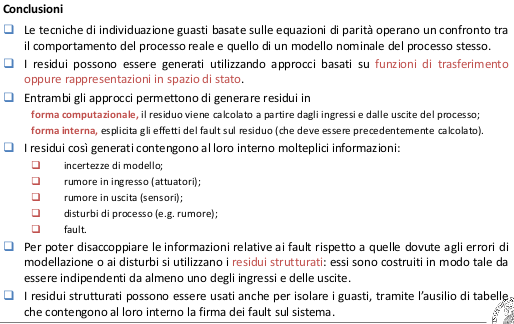 Conclusioni
Le tecniche di individuazione guasti basate sulle equazioni di parità operano un confronto tra
il comportamento del processo reale e quello di un modello nominale del processo stesso.
I residui possono essere generati utilizzando approcci basati su funzioni di trasferimento
oppure rappresentazioni in spazio di stato.
Entrambi gli approcci permettono di generare residui in
forma computazionale, il residuo viene calcolato a partire dagli ingressi e dalle uscite del processo;
forma interna, esplicita gli effetti del fault sul residuo (che deve essere precedentemente calcolato).
I residui così generati contengono al loro interno molteplici informazioni:
incertezze di modello;
rumore in ingresso (attuatori);
rumore in uscita (sensori);
disturbi di processo (e.g. rumore);
fault.
Per poter disaccoppiare le informazioni relative ai fault rispetto a quelle dovute agli errori di
modellazione o ai disturbi si utilizzano i residui strutturati: essi sono costruiti in modo tale da
essere indipendenti da almeno uno degli ingressi e delle uscite.
I residui strutturati possono essere usati anche per isolare i guasti, tramite l'ausilio di tabelle
che contengono al loro interno la firma dei fault sul sistema.